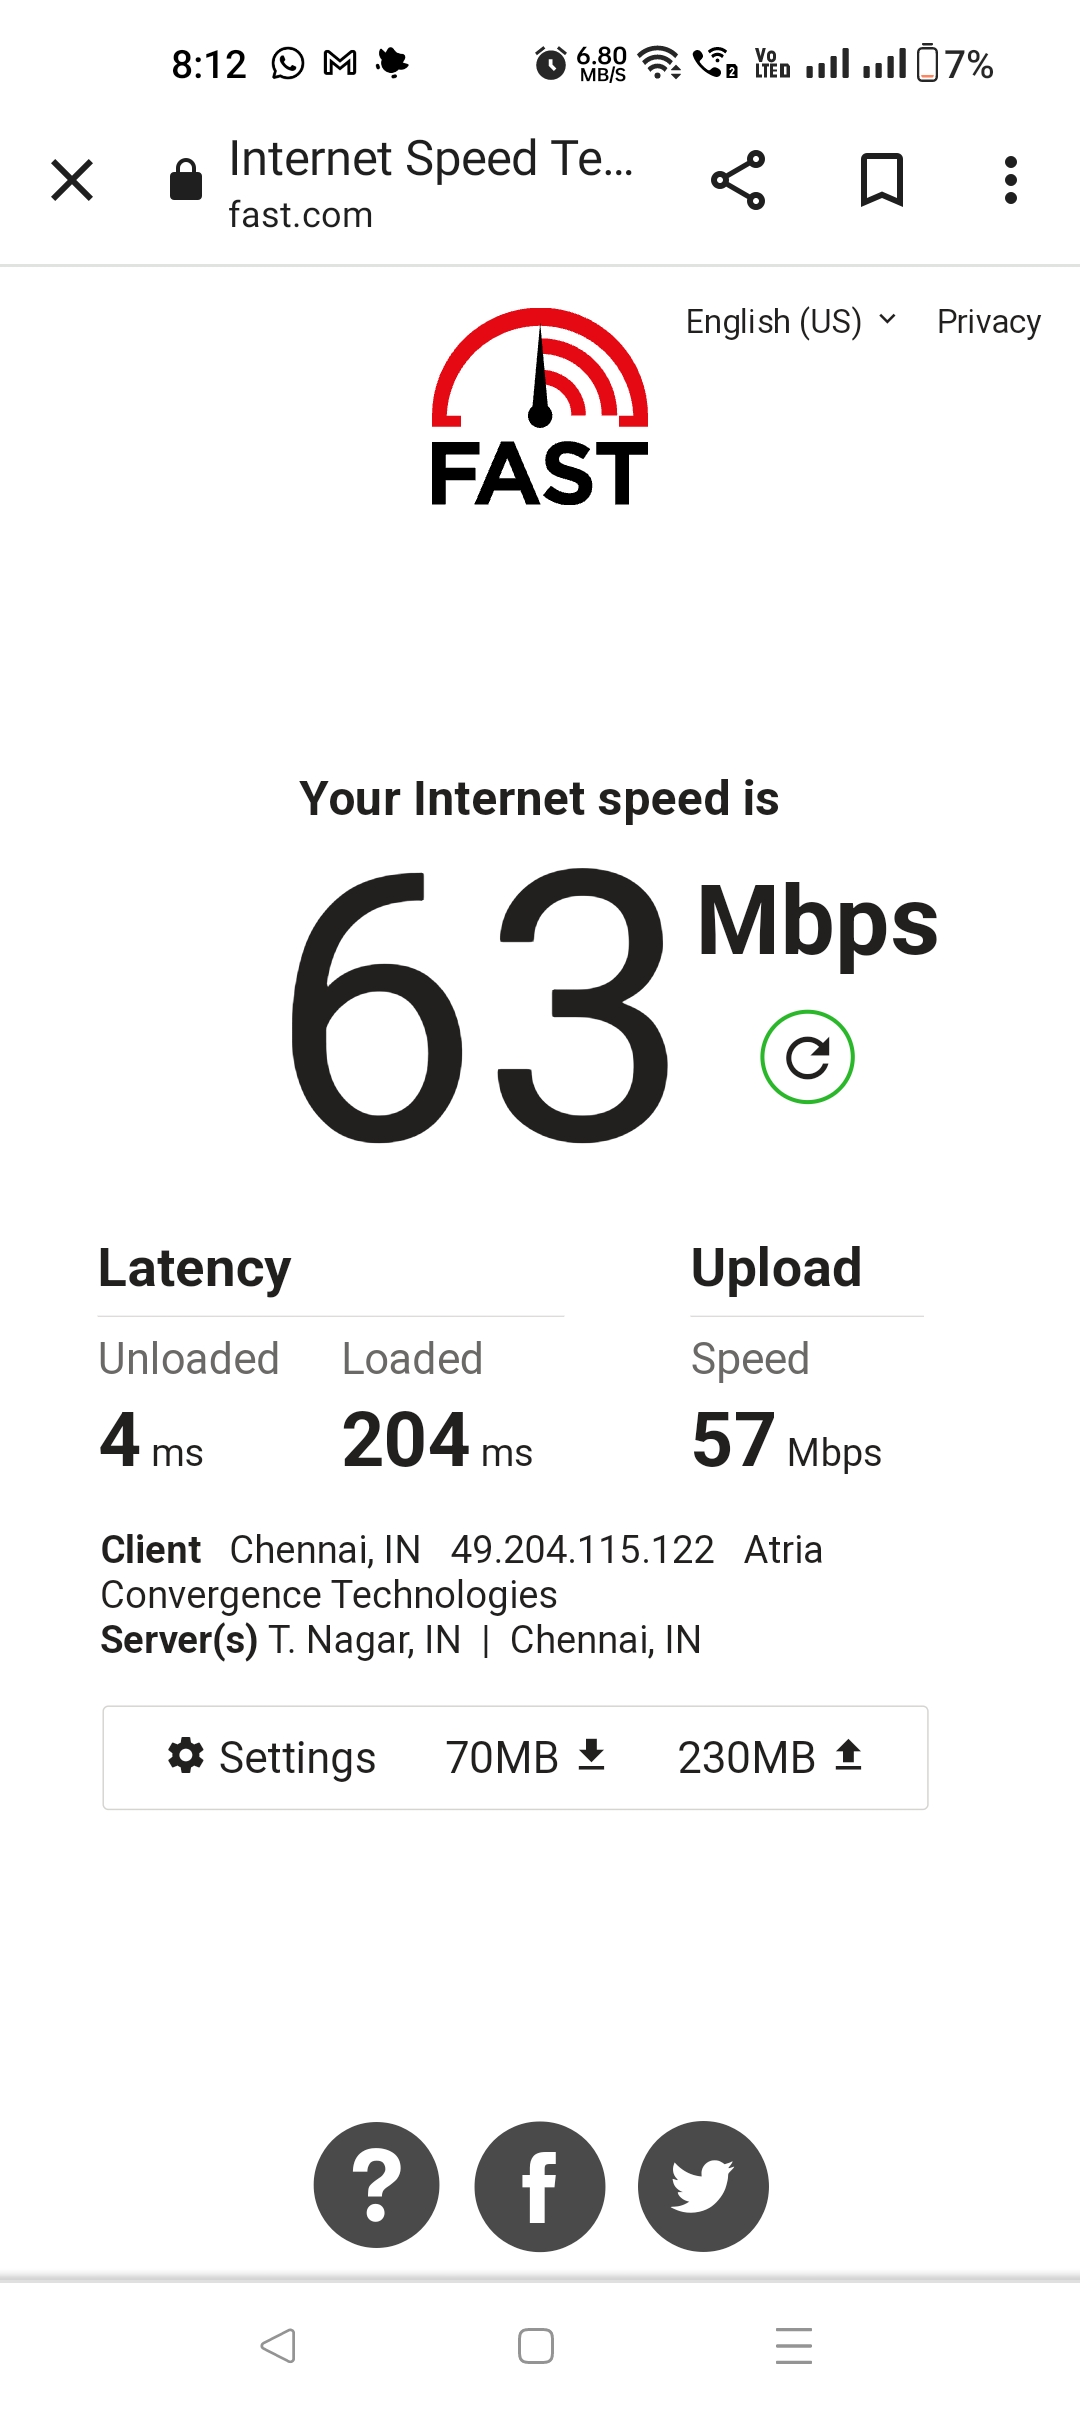 8:12 6.80 MB/S 2 Vo LTE D 7%
Internet Speed Te...
fast.com
English (US) Privacy
FAST
Your Internet speed is
63 Mbps
Latency Upload
Unloaded Loaded Speed
4 ms 204 ms 57 Mbps
Client Chennai, IN 49.204.115.122 Atria
Convergence Technologies
Server(s) T. Nagar, IN | Chennai, IN
Settings 70MB 230MB